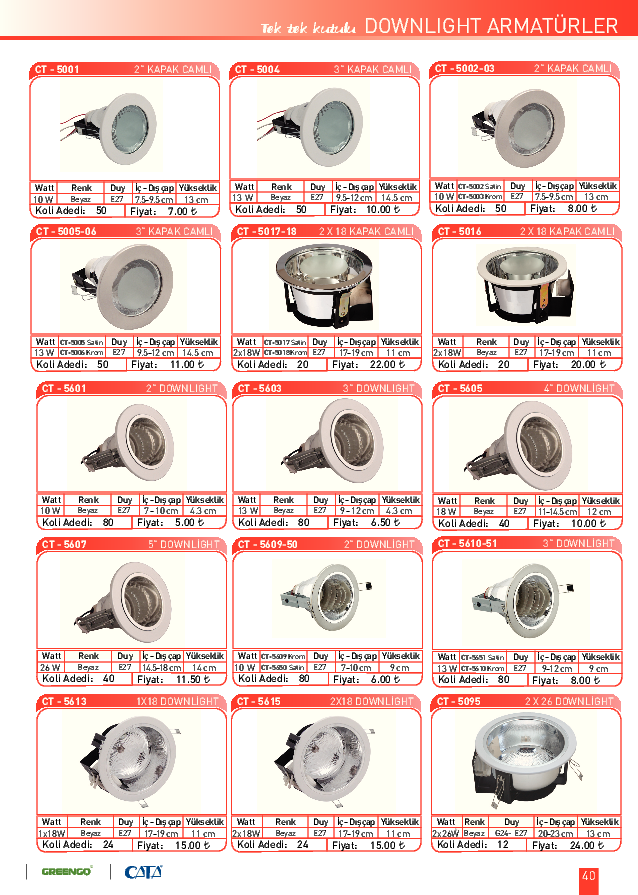 Tek tek kutulu DOWNLIGHT ARMATÜRLER
CT - 5001 2˝ KAPAK CAMLI
Watt Renk Duy İç-Dış çap Yükseklik
10 W Beyaz E27 7.5-9.5 cm 13 cm
Koli Adedi: 50 Fiyat: 7.00 ₺
CT - 5004 3˝ KAPAK CAMLI
Watt Renk Duy İç-Dış çap Yükseklik
13 W Beyaz E27 9.5-12 cm 14.5 cm
Koli Adedi: 50 Fiyat: 10.00 ₺
CT - 5002-03 2˝ KAPAK CAMLI
Watt CT-5002 Satin Duy İç-Dış çap Yükseklik
10 W CT-5003 Krom E27 7.5-9.5 cm 13 cm
Koli Adedi: 50 Fiyat: 8.00 ₺
CT - 5005-06 3˝ KAPAK CAMLI
Watt CT-5005 Satin Duy İç-Dış çap Yükseklik
13 W CT-5006 Krom E27 9.5-12 cm 14.5 cm
Koli Adedi: 50 Fiyat: 11.00 ₺
CT - 5017-18 2 X 18 KAPAK CAMLI
Watt CT-5017 Satin Duy İç-Dış çap Yükseklik
2x18W CT-5018 Krom E27 17-19 cm 11 cm
Koli Adedi: 20 Fiyat: 22.00 ₺
CT - 5016 2 X 18 KAPAK CAMLI
Watt Renk Duy İç-Dış çap Yükseklik
2x18W Beyaz E27 17-19 cm 11 cm
Koli Adedi: 20 Fiyat: 20.00 ₺
CT - 5601 2˝ DOWNLIGHT
Watt Renk Duy İç-Dış çap Yükseklik
10 W Beyaz E27 7-10 cm 4.3 cm
Koli Adedi: 80 Fiyat: 5.00 ₺
CT - 5603 3˝ DOWNLIGHT
Watt Renk Duy İç-Dış çap Yükseklik
13 W Beyaz E27 9-12 cm 4.3 cm
Koli Adedi: 80 Fiyat: 6.50 ₺
CT - 5605 4˝ DOWNLIGHT
Watt Renk Duy İç-Dış çap Yükseklik
18 W Beyaz E27 11-14.5 cm 12 cm
Koli Adedi: 40 Fiyat: 10.00 ₺
CT - 5607 5˝ DOWNLİGHT
Watt Renk Duy İç-Dış çap Yükseklik
26 W Beyaz E27 14.5-18 cm 14 cm
Koli Adedi: 40 Fiyat: 11.50 ₺
CT - 5609-50 2˝ DOWNLİGHT
Watt CT-5609 Krom Duy İç-Dış çap Yükseklik
10 W CT-5650 Satin E27 7-10 cm 9 cm
Koli Adedi: 80 Fiyat: 6.00 ₺
CT - 5610-51 3˝ DOWNLİGHT
Watt CT-5651 Satin Duy İç-Dış çap Yükseklik
13 W CT-5610 Krom E27 9-12 cm 9 cm
Koli Adedi: 80 Fiyat: 8.00 ₺
CT - 5613 1X18 DOWNLIGHT
Watt Renk Duy İç-Dış çap Yükseklik
1x18W Beyaz E27 17-19 cm 11 cm
Koli Adedi: 24 Fiyat: 15.00 ₺
CT - 5615 2X18 DOWNLIGHT
Watt Renk Duy İç-Dış çap Yükseklik
2x18W Beyaz E27 17-19 cm 11 cm
Koli Adedi: 24 Fiyat: 15.00 ₺
CT - 5095 2 X 26 DOWNLIGHT
Watt Renk Duy İç-Dış çap Yükseklik
2x26W Beyaz G24- E27 20-23 cm 13 cm
Koli Adedi: 12 Fiyat: 24.00 ₺
GREENGO CATA 40